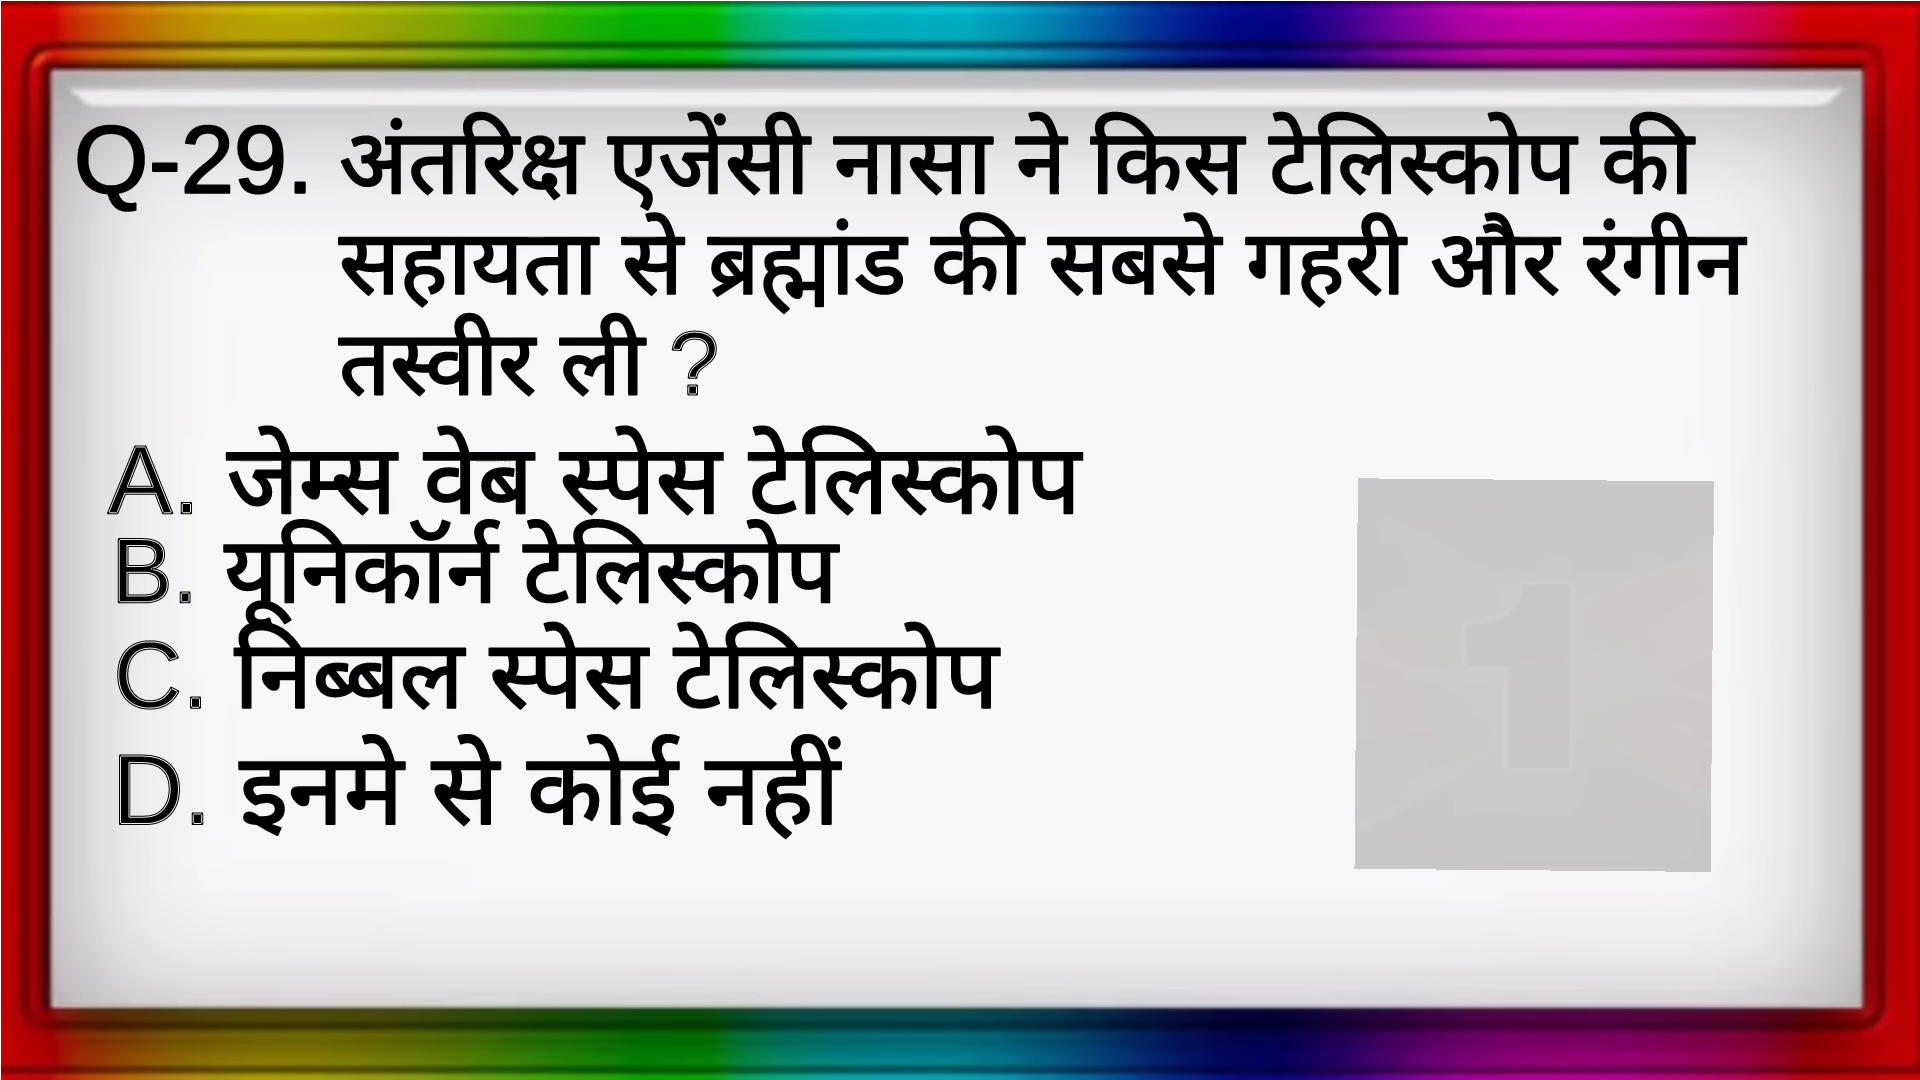 Q-29. अंतरिक्ष एजेंसी नासा ने किस टेलिस्कोप की
सहायता से ब्रह्मांड की सबसे गहरी और रंगीन
तस्वीर ली ?
A. जेम्स वेब स्पेस टेलिस्कोप
B. यूनिकॉर्न टेलिस्कोप
C. निब्बल स्पेस टेलिस्कोप
D. इनमे से कोई नहीं
1